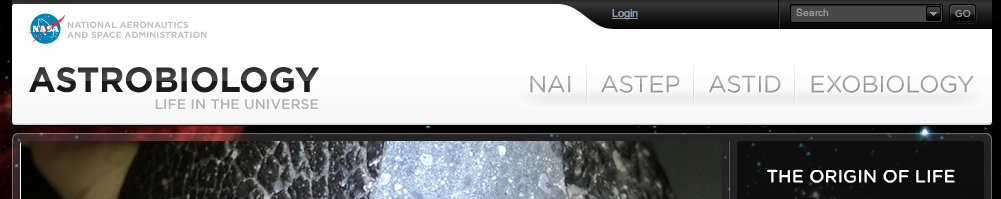 Login
Search
GO
NASA
NATIONAL AERONAUTICS
AND SPACE ADMINISTRATION
ASTROBIOLOGY
LIFE IN THE UNIVERSE
NAI
ASTEP
ASTID
EXOBIOLOGY
THE ORIGIN OF LIFE